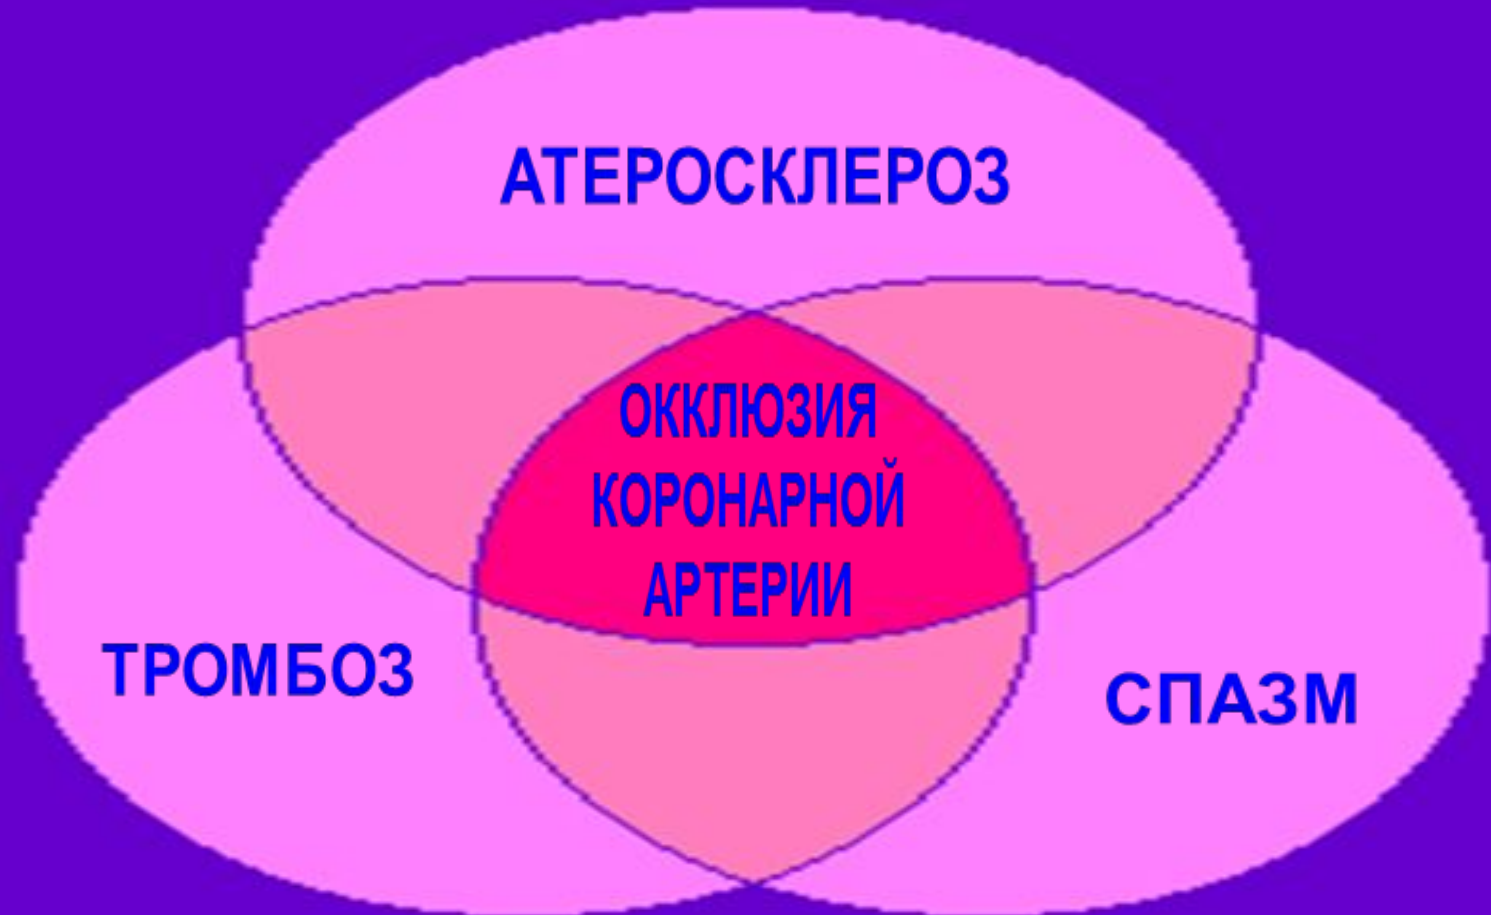 АТЕРОСКЛЕРОЗ
ОККЛЮЗИЯ
КОРОНАРНОЙ
АРТЕРИИ
ТРОМБОЗ
СПАЗМ